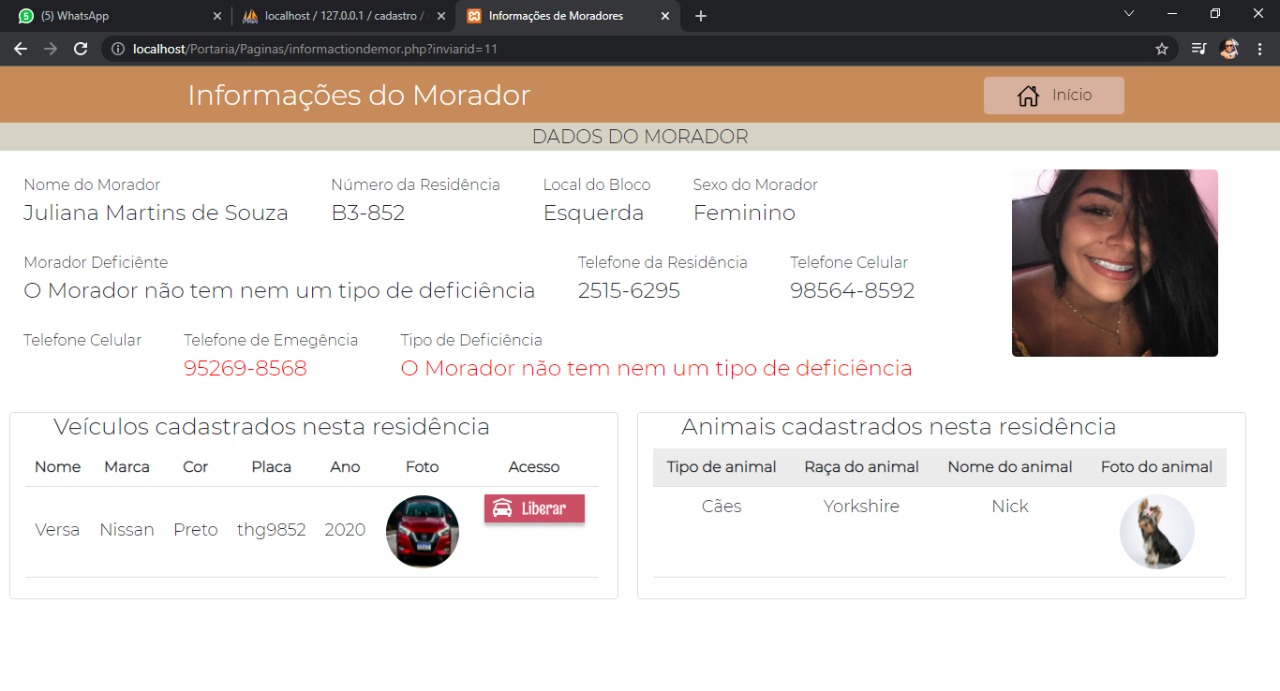 (5) WhatsApp
localhost / 127.0.0.1 / cadastro /
Informações de Moradores
localhost/Portaria/Paginas/informactiondemor.php?inviarid=11
Informações do Morador
Início
DADOS DO MORADOR
Nome do Morador Número da Residência Local do Bloco Sexo do Morador
Juliana Martins de Souza B3-852 Esquerda Feminino
Morador Deficiênte Telefone da Residência Telefone Celular
O Morador não tem nem um tipo de deficiência 2515-6295 98564-8592
Telefone Celular Telefone de Emegência Tipo de Deficiência
95269-8568 O Morador não tem nem um tipo de deficiência
Veículos cadastrados nesta residência
Nome Marca Cor Placa Ano Foto Acesso
Versa Nissan Preto thg9852 2020 Liberar
Animais cadastrados nesta residência
Tipo de animal Raça do animal Nome do animal Foto do animal
Cães Yorkshire Nick